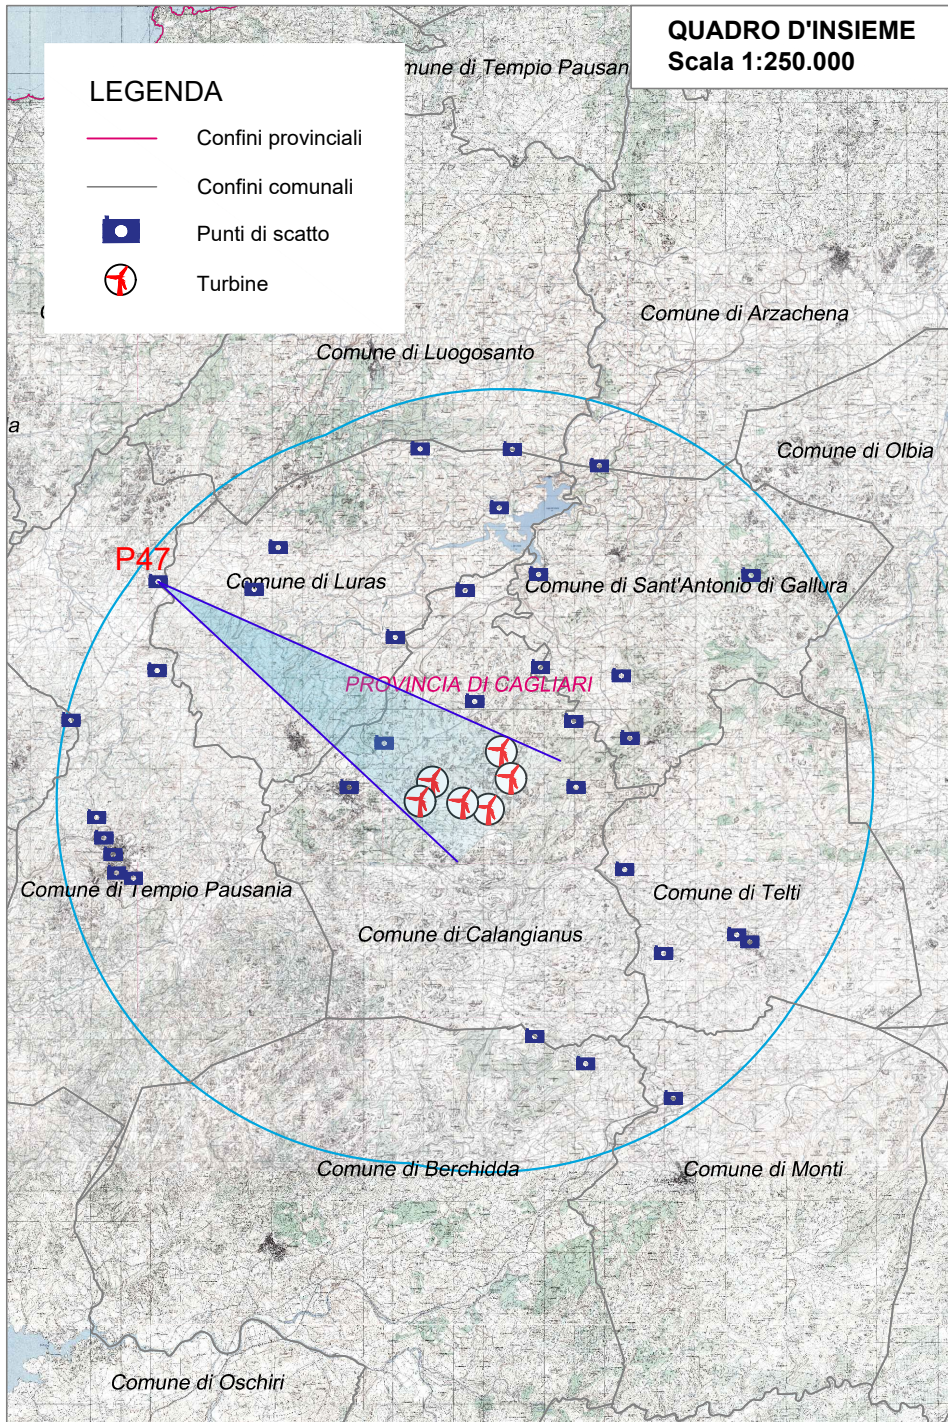 QUADRO D'INSIEME
Scala 1:250.000
mune di Tempio Pausan
LEGENDA
Confini provinciali
Confini comunali
Punti di scatto
Turbine
Comune di Arzachena
Comune di Luogosanto
a
Comune di Olbia
P47
Comune di Luras
Comune di Sant'Antonio di Gallura
PROVINCIA DI CAGLIARI
Comune di Tempio Pausania
Comune di Telti
Comune di Calangianus
Comune di Berchidda
Comune di Monti
Comune di Oschiri